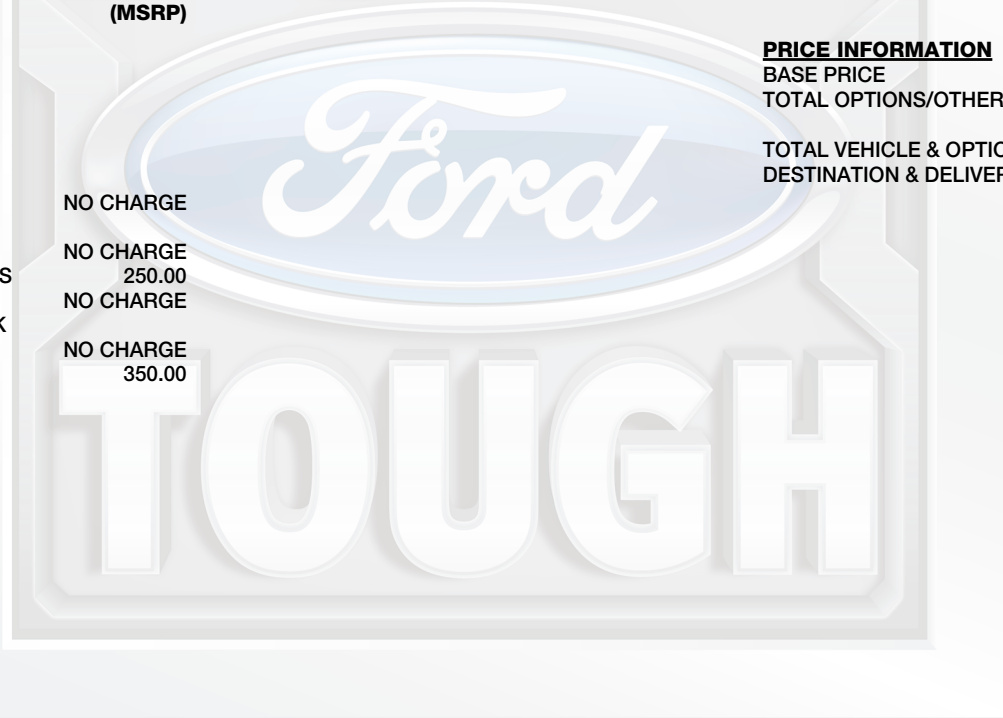 (MSRP)
NO CHARGE
NO CHARGE
S 250.00
NO CHARGE
K
NO CHARGE
350.00
PRICE INFORMATION
BASE PRICE
TOTAL OPTIONS/OTHER
TOTAL VEHICLE & OPTIO
DESTINATION & DELIVER
Ford
TOUGH